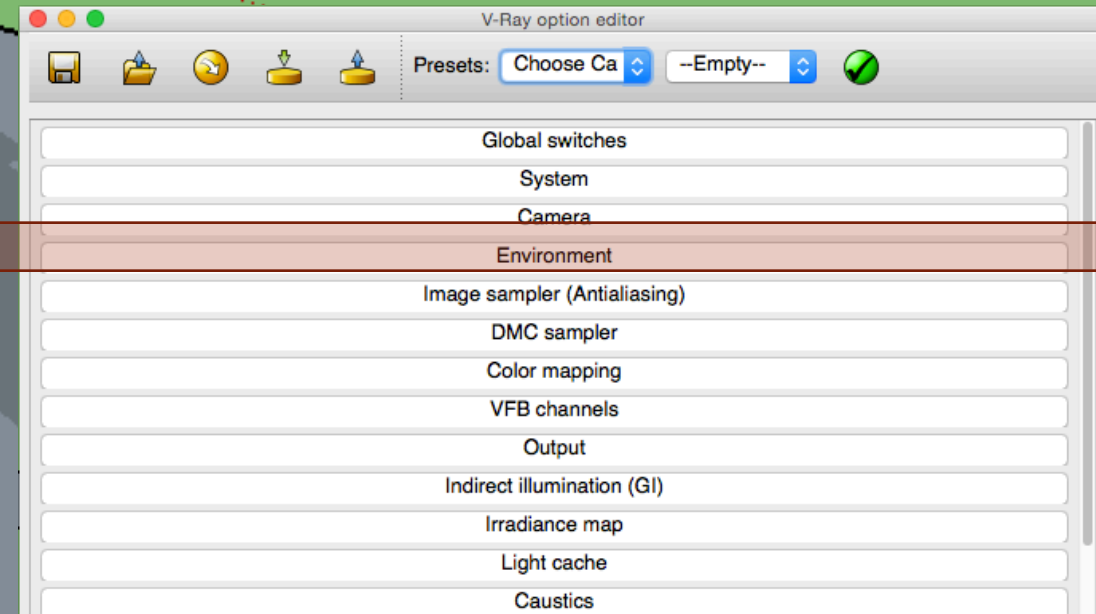 V-Ray option editor
Presets: Choose Ca --Empty--
Global switches
System
Camera
Environment
Image sampler (Antialiasing)
DMC sampler
Color mapping
VFB channels
Output
Indirect illumination (GI)
Irradiance map
Light cache
Caustics